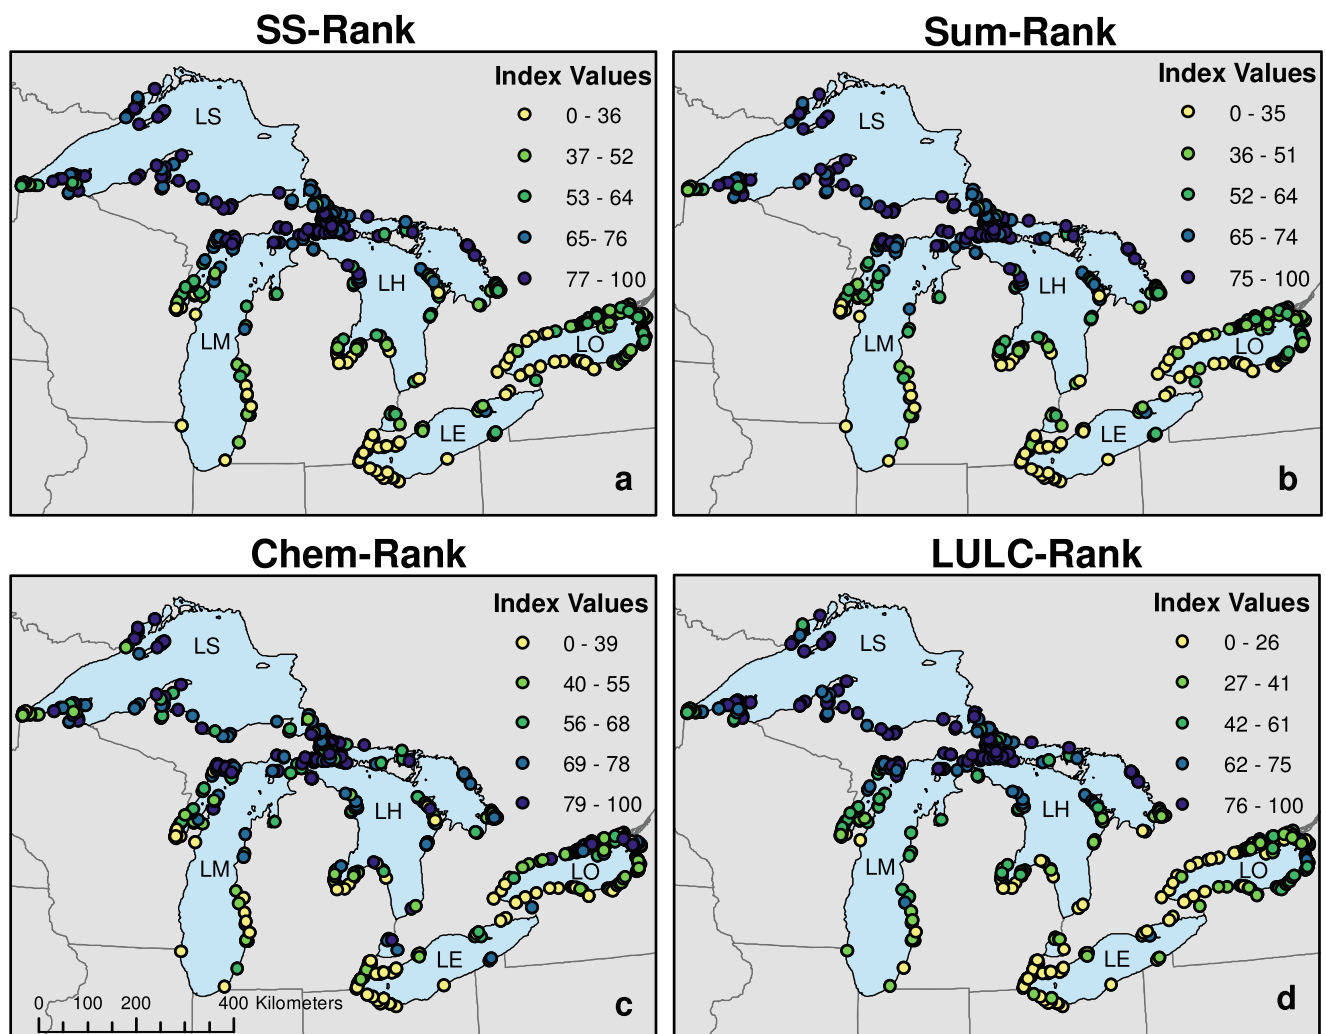 SS-Rank
Index Values
0 - 36
37 - 52
53 - 64
65- 76
77 - 100
LS
LH
LM
LO
LE
a
Sum-Rank
Index Values
0 - 35
36 - 51
52 - 64
65 - 74
75 - 100
LS
LH
LM
LO
LE
b
Chem-Rank
Index Values
0 - 39
40 - 55
56 - 68
69 - 78
79 - 100
LS
LH
LM
LO
LE
0 100 200 400 Kilometers
c
LULC-Rank
Index Values
0 - 26
27 - 41
42 - 61
62 - 75
76 - 100
LS
LH
LM
LO
LE
d